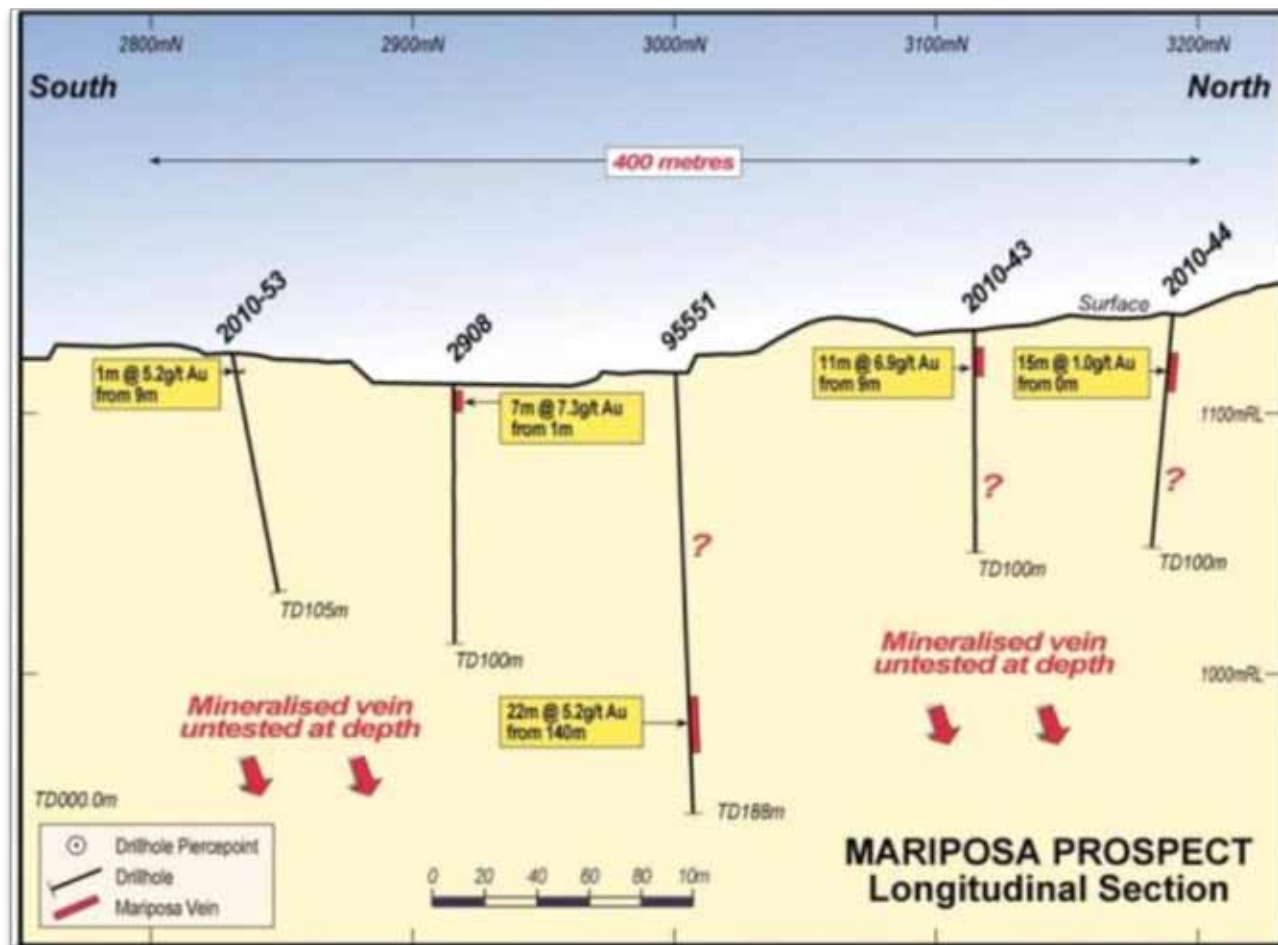 2800mN
2900mN
3000mN
3100mN
3200mN
South
North
400 metres
2010-53
2908
95551
2010-43
2010-44
Surface
1m @ 5.2g/t Au
from 9m
7m @ 7.3g/t Au
from 1m
11m @ 6.9g/t Au
from 9m
15m @ 1.0g/t Au
from 0m
1100mRL
?
?
?
TD105m
TD100m
TD100m
TD100m
Mineralised vein
untested at depth
Mineralised vein
untested at depth
1000mRL
22m @ 5.2g/t Au
from 140m
TD000.0m
TD188m
Drillhole Piercepoint
Drillhole
Mariposa Vein
0 20 40 60 80 10m
MARIPOSA PROSPECT
Longitudinal Section